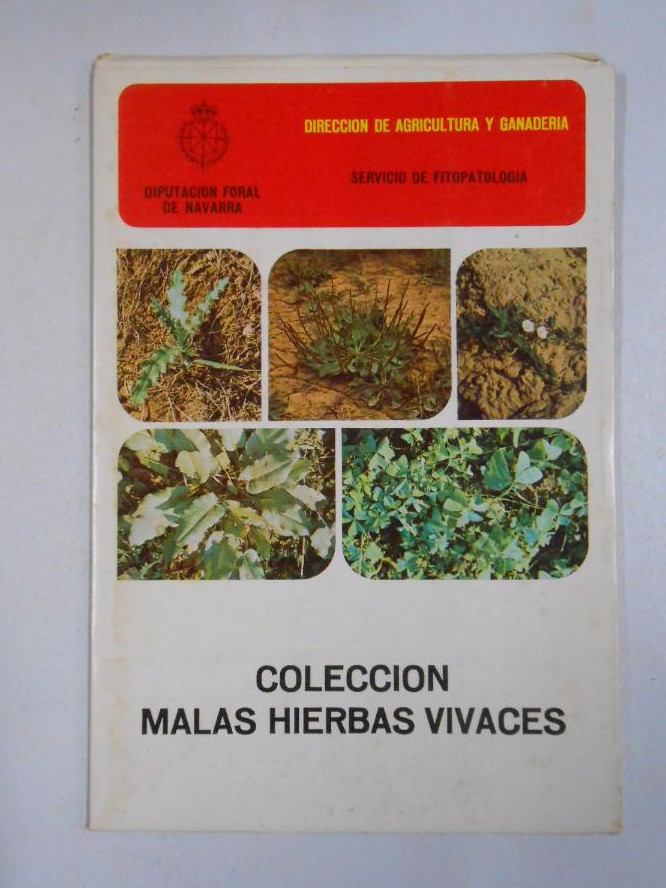 DIRECCION DE AGRICULTURA Y GANADERIA
SERVICIO DE FITOPATOLOGIA
DIPUTACION FORAL
DE NAVARRA
COLECCION
MALAS HIERBAS VIVACES